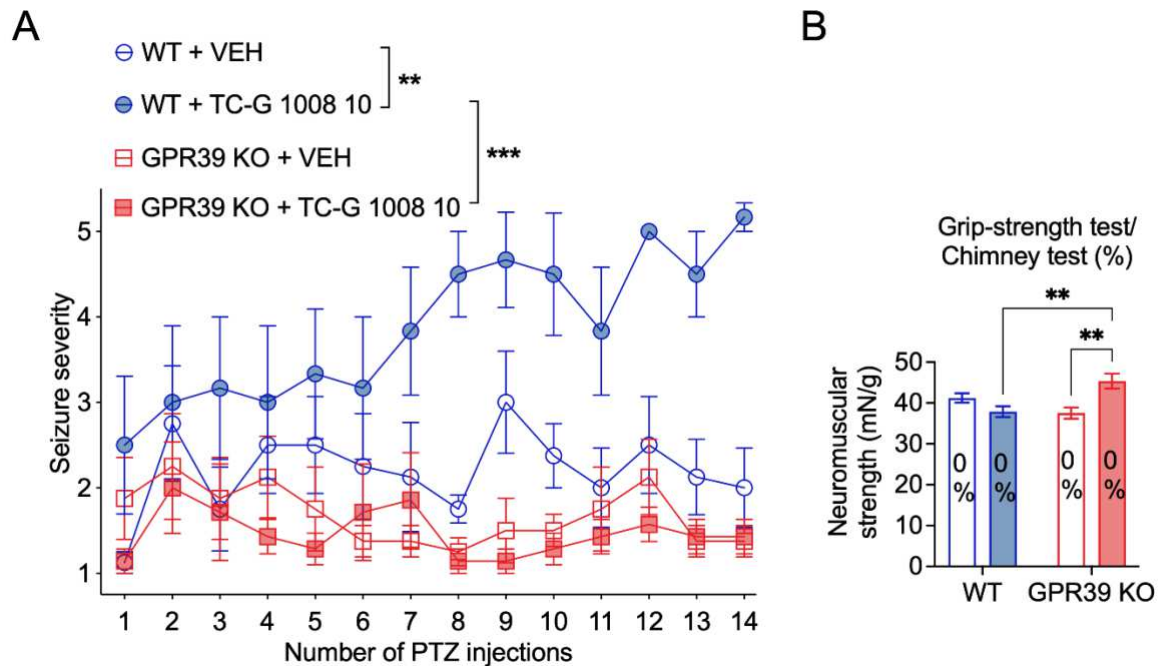 A
WT + VEH
**
WT + TC-G 1008 10
***
GPR39 KO + VEH
GPR39 KO + TC-G 1008 10
5
4
3
2
1
Seizure severity
1 2 3 4 5 6 7 8 9 10 11 12 13 14
Number of PTZ injections
B
Grip-strength test/
Chimney test (%)
**
**
50
40
30
20
10
0
Neuromuscular
strength (mN/g)
0 0 0 0
% % % %
WT GPR39 KO